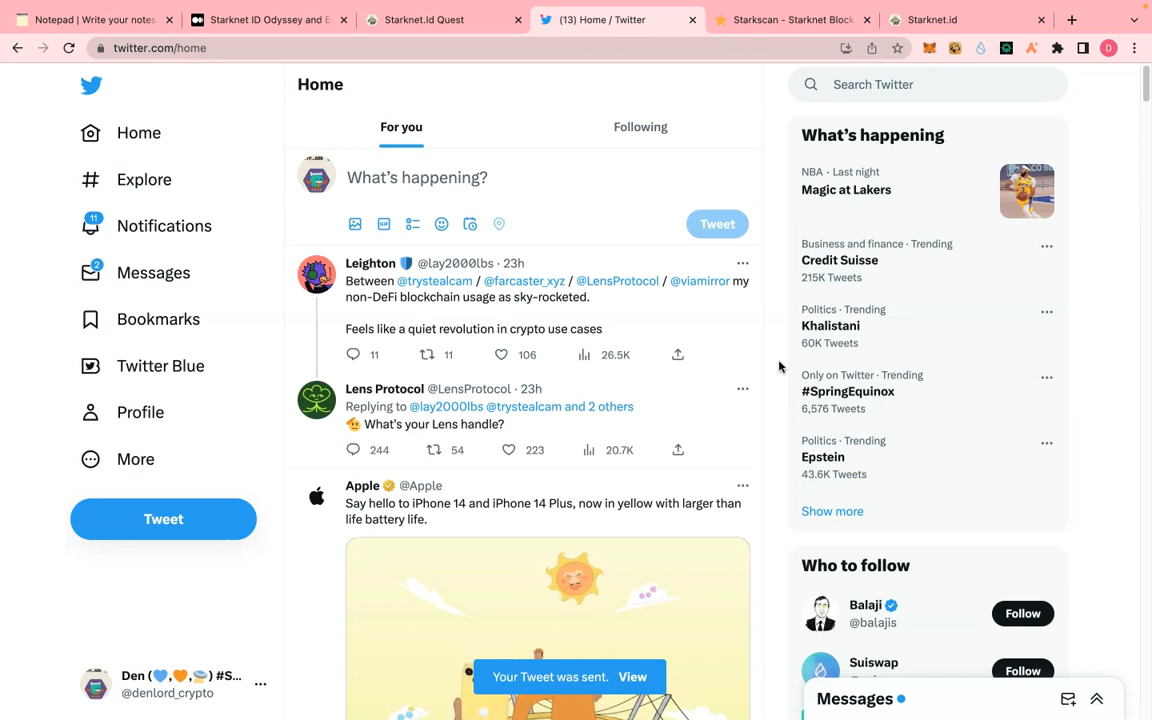 Notepad | Write your notes
Starknet ID Odyssey and E
Starknet.Id Quest
(13) Home / Twitter
Starkscan - Starknet Block
Starknet.id
twitter.com/home
D
Home
Explore
11
Notifications
2
Messages
Bookmarks
Twitter Blue
Profile
More
Tweet
Den (💙,🧡,🍮) #S...
@denlord_crypto
Home
For you
Following
What's happening?
GIF
Tweet
Leighton 🛡️ @lay2000lbs · 23h
Between @trystealcam / @farcaster_xyz / @LensProtocol / @viamirror my
non-DeFi blockchain usage as sky-rocketed.
Feels like a quiet revolution in crypto use cases
11 11 106 26.5K
Lens Protocol @LensProtocol · 23h
Replying to @lay2000lbs @trystealcam and 2 others
🫡 What's your Lens handle?
244 54 223 20.7K
Apple @Apple
Say hello to iPhone 14 and iPhone 14 Plus, now in yellow with larger than
life battery life.
Your Tweet was sent. View
Search Twitter
What's happening
NBA · Last night
Magic at Lakers
Business and finance · Trending
Credit Suisse
215K Tweets
Politics · Trending
Khalistani
60K Tweets
Only on Twitter · Trending
#SpringEquinox
6,576 Tweets
Politics · Trending
Epstein
43.6K Tweets
Show more
Who to follow
Balaji
@balajis
Follow
Suiswap
Follow
Messages